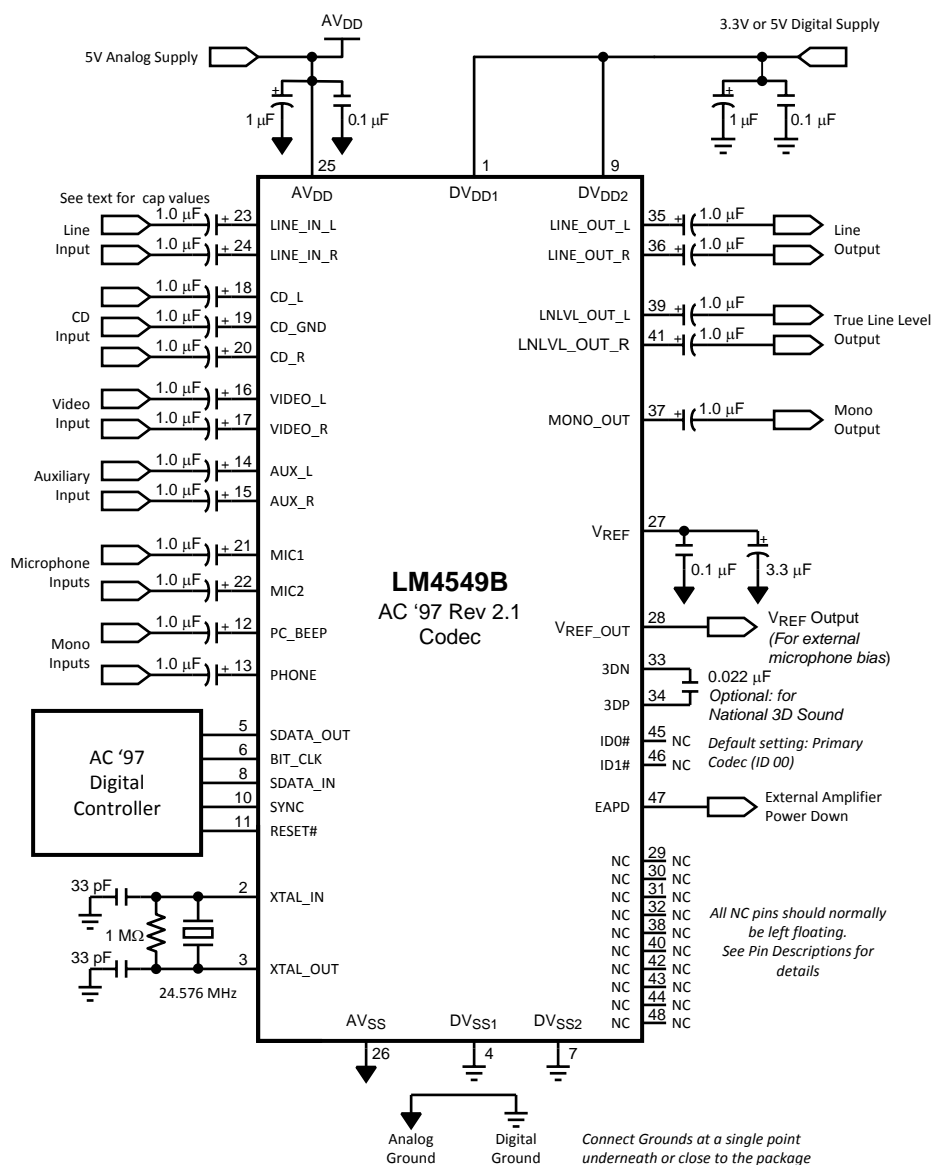 AVDD
5V Analog Supply
3.3V or 5V Digital Supply
+
1 µF
0.1 µF
+
1 µF
0.1 µF
25
1
9
AVDD
DVDD1
DVDD2
See text for cap values
Line
Input
1.0 µF + 23 LINE_IN_L
1.0 µF + 24 LINE_IN_R
CD
Input
1.0 µF + 18 CD_L
1.0 µF + 19 CD_GND
1.0 µF + 20 CD_R
Video
Input
1.0 µF + 16 VIDEO_L
1.0 µF + 17 VIDEO_R
Auxiliary
Input
1.0 µF + 14 AUX_L
1.0 µF + 15 AUX_R
Microphone
Inputs
1.0 µF + 21 MIC1
1.0 µF + 22 MIC2
Mono
Inputs
1.0 µF + 12 PC_BEEP
1.0 µF + 13 PHONE
AC '97
Digital
Controller
5 SDATA_OUT
6 BIT_CLK
8 SDATA_IN
10 SYNC
11 RESET#
33 pF
2 XTAL_IN
1 MΩ
33 pF
3 XTAL_OUT
24.576 MHz
LM4549B
AC '97 Rev 2.1
Codec
LINE_OUT_L 35 + 1.0 µF
LINE_OUT_R 36 + 1.0 µF
Line
Output
LNLVL_OUT_L 39 + 1.0 µF
LNLVL_OUT_R 41 + 1.0 µF
True Line Level
Output
MONO_OUT 37 + 1.0 µF
Mono
Output
VREF 27
0.1 µF
+
3.3 µF
VREF_OUT 28
VREF Output
(For external
microphone bias)
3DN 33
3DP 34
0.022 µF
Optional: for
National 3D Sound
ID0# 45 NC
ID1# 46 NC
Default setting: Primary
Codec (ID 00)
EAPD 47
External Amplifier
Power Down
NC 29 NC
NC 30 NC
NC 31 NC
NC 32 NC
NC 38 NC
NC 40 NC
NC 42 NC
NC 43 NC
NC 44 NC
NC 48 NC
All NC pins should normally
be left floating.
See Pin Descriptions for
details
AVSS
DVSS1
DVSS2
26
4
7
Analog
Ground
Digital
Ground
Connect Grounds at a single point
underneath or close to the package